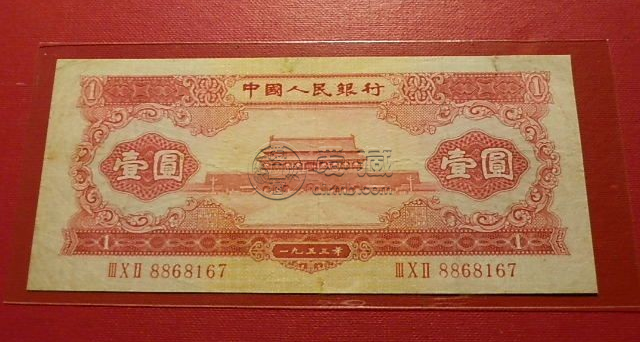 1 中國人民銀行 1
壹圓 壹圓
1 一九五三年 1
ⅢⅩⅡ 8868167 ⅢⅩⅡ 8868167